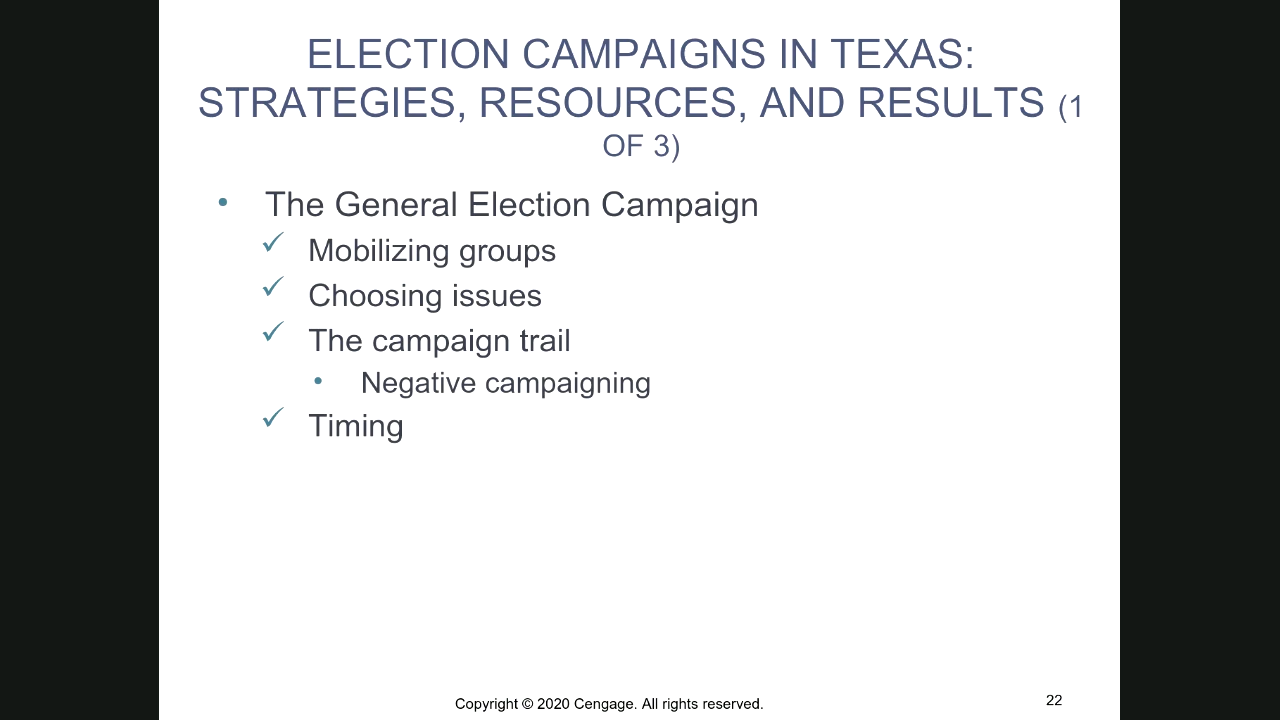 ELECTION CAMPAIGNS IN TEXAS:
STRATEGIES, RESOURCES, AND RESULTS (1
OF 3)
• The General Election Campaign
✓ Mobilizing groups
✓ Choosing issues
✓ The campaign trail
• Negative campaigning
✓ Timing
Copyright © 2020 Cengage. All rights reserved.
22